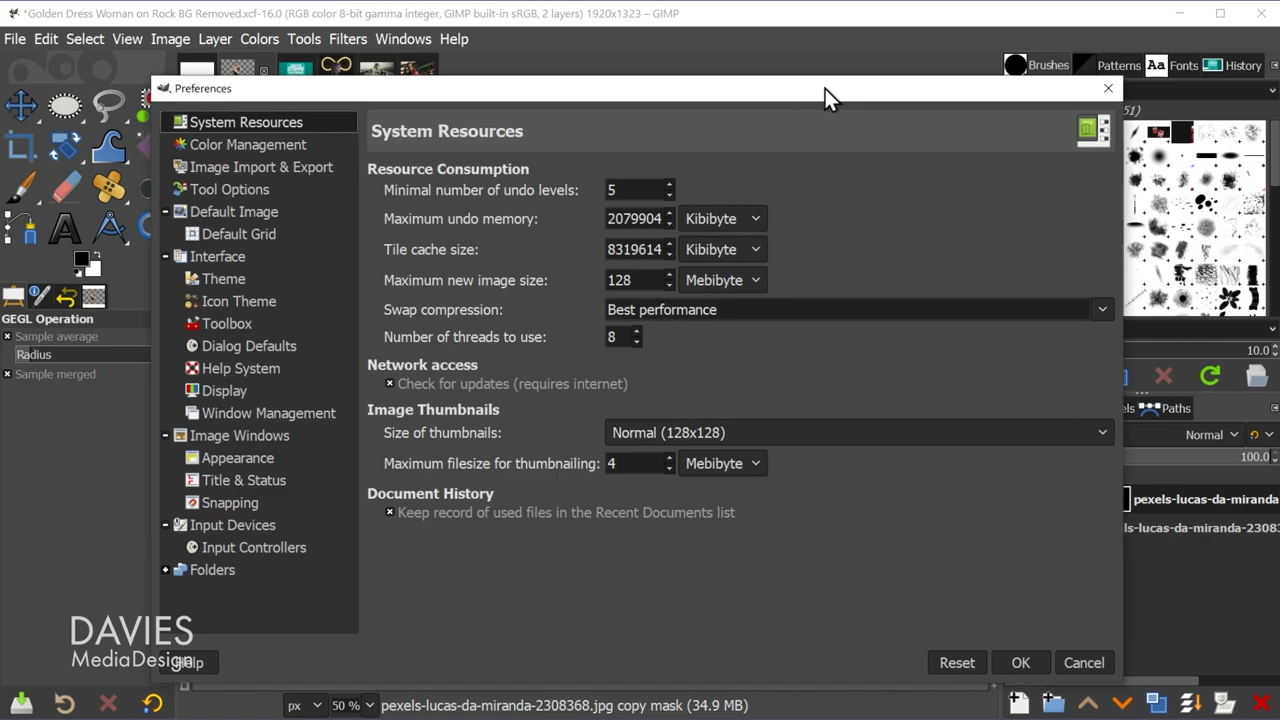 *Golden Dress Woman on Rock BG Removed.xcf-16.0 (RGB color 8-bit gamma integer, GIMP built-in sRGB, 2 layers) 1920x1323 – GIMP
File Edit Select View Image Layer Colors Tools Filters Windows Help
Brushes Aa Patterns Fonts History
Preferences
51)
System Resources
Color Management
Image Import & Export
Tool Options
Default Image
Default Grid
Interface
Theme
Icon Theme
Toolbox
Dialog Defaults
Help System
Display
Window Management
Image Windows
Appearance
Title & Status
Snapping
Input Devices
Input Controllers
Folders
System Resources
Resource Consumption
Minimal number of undo levels: 5
Maximum undo memory: 2079904 Kibibyte
Tile cache size: 8319614 Kibibyte
Maximum new image size: 128 Mebibyte
Swap compression: Best performance
Number of threads to use: 8
Network access
Check for updates (requires internet)
Image Thumbnails
Size of thumbnails: Normal (128x128)
Maximum filesize for thumbnailing: 4 Mebibyte
Document History
Keep record of used files in the Recent Documents list
GEGL Operation
Sample average
Radius
Sample merged
10.0
els Paths
Normal
100.0
pexels-lucas-da-miranda
ls-lucas-da-miranda-2308
DAVIES
MediaDesign
Help Reset OK Cancel
px 50 % pexels-lucas-da-miranda-2308368.jpg copy mask (34.9 MB)